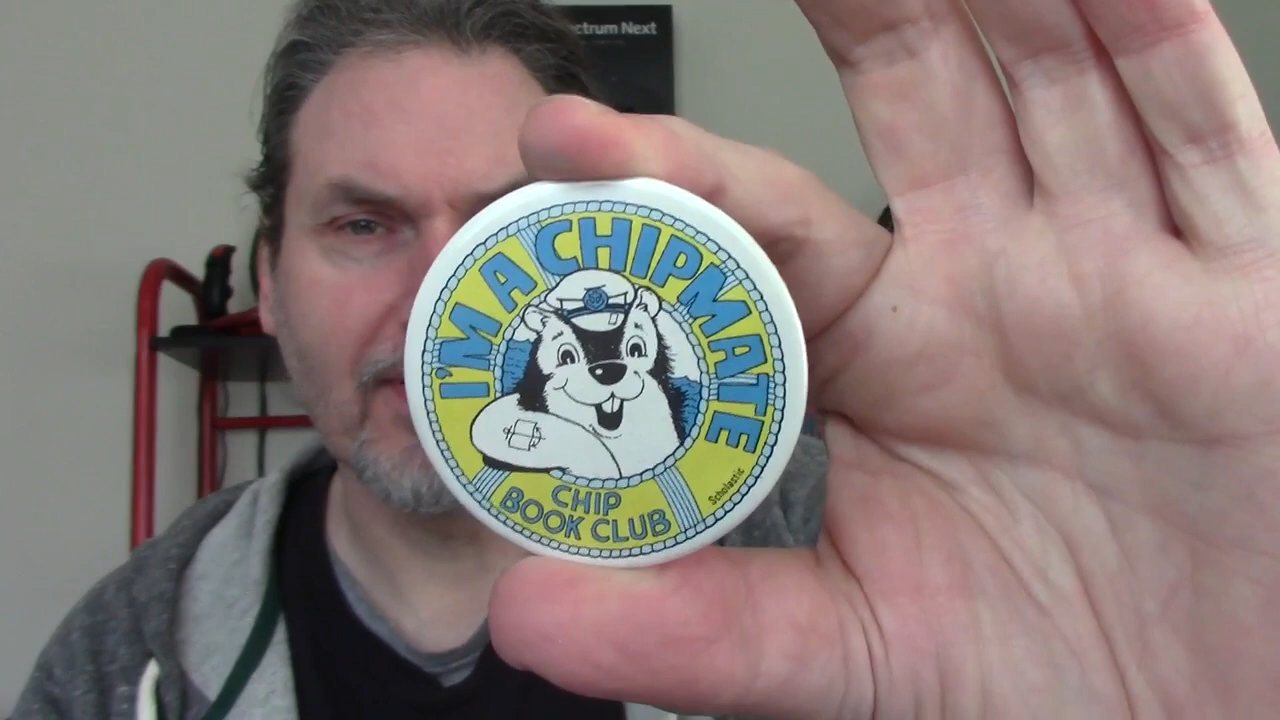 ctrum Next
I'M A CHIPMATE
CHIP
BOOK CLUB
Scholastic